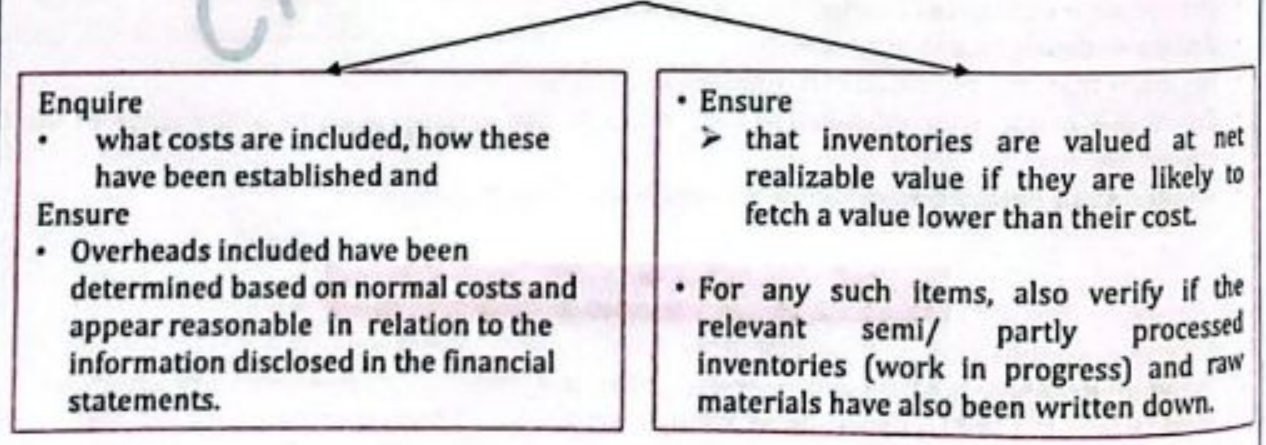 Enquire
• what costs are included, how these
have been established and
Ensure
• Overheads included have been
determined based on normal costs and
appear reasonable in relation to the
information disclosed in the financial
statements.
• Ensure
➢ that inventories are valued at net
realizable value if they are likely to
fetch a value lower than their cost.
• For any such items, also verify if the
relevant semi/ partly processed
inventories (work in progress) and raw
materials have also been written down.